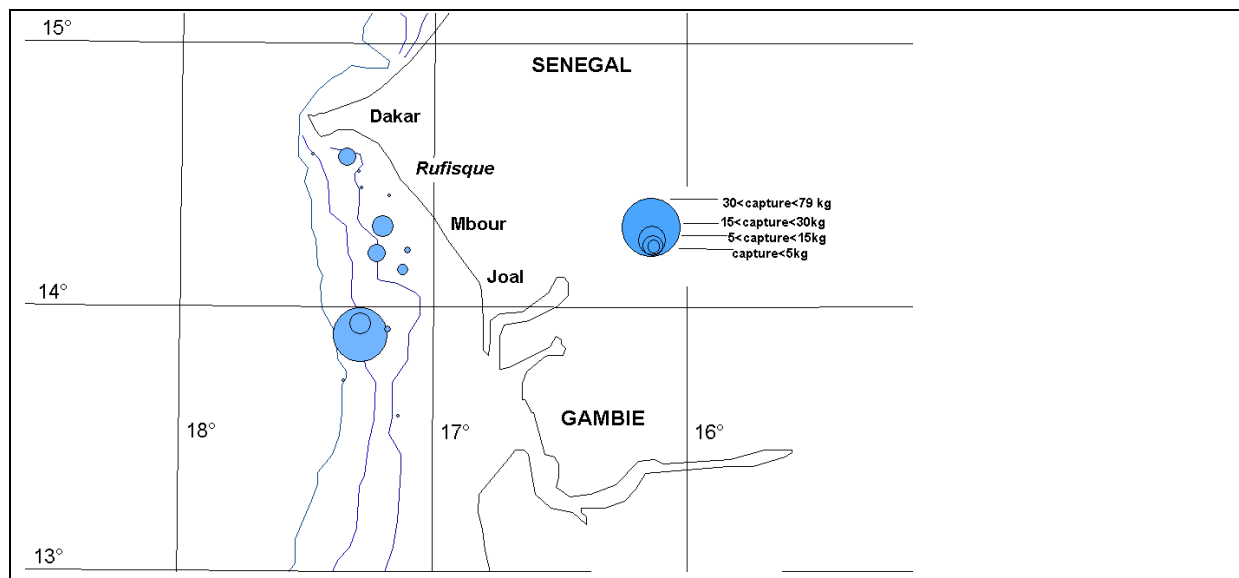 15°
SENEGAL
Dakar
Rufisque
30<capture<79 kg
Mbour
15<capture<30kg
5<capture<15kg
capture<5kg
Joal
14°
GAMBIE
18°
17°
16°
13°